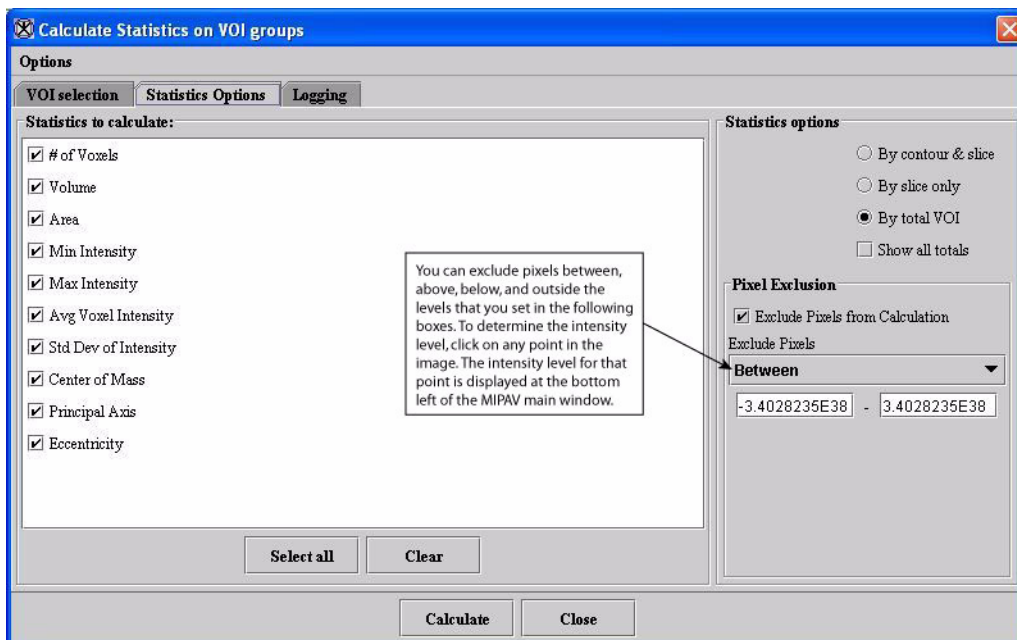 Calculate Statistics on VOI groups
Options
VOI selection
Statistics Options
Logging
Statistics to calculate:
# of Voxels
Volume
Area
Min Intensity
Max Intensity
Avg Voxel Intensity
Std Dev of Intensity
Center of Mass
Principal Axis
Eccentricity
You can exclude pixels between,
above, below, and outside the
levels that you set in the following
boxes. To determine the intensity
level, click on any point in the
image. The intensity level for that
point is displayed at the bottom
left of the MIPAV main window.
Select all
Clear
Statistics options
By contour & slice
By slice only
By total VOI
Show all totals
Pixel Exclusion
Exclude Pixels from Calculation
Exclude Pixels
Between
-3.4028235E38 - 3.4028235E38
Calculate
Close